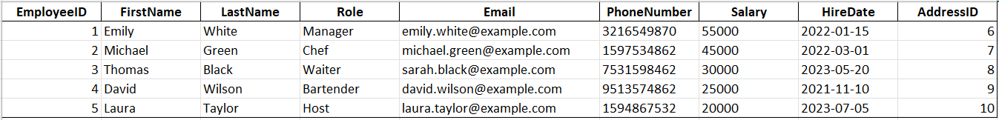 EmployeeID FirstName LastName Role Email PhoneNumber Salary HireDate AddressID
1 Emily White Manager emily.white@example.com 3216549870 55000 2022-01-15 6
2 Michael Green Chef michael.green@example.com 1597534862 45000 2022-03-01 7
3 Thomas Black Waiter sarah.black@example.com 7531598462 30000 2023-05-20 8
4 David Wilson Bartender david.wilson@example.com 9513574862 25000 2021-11-10 9
5 Laura Taylor Host laura.taylor@example.com 1594867532 20000 2023-07-05 10